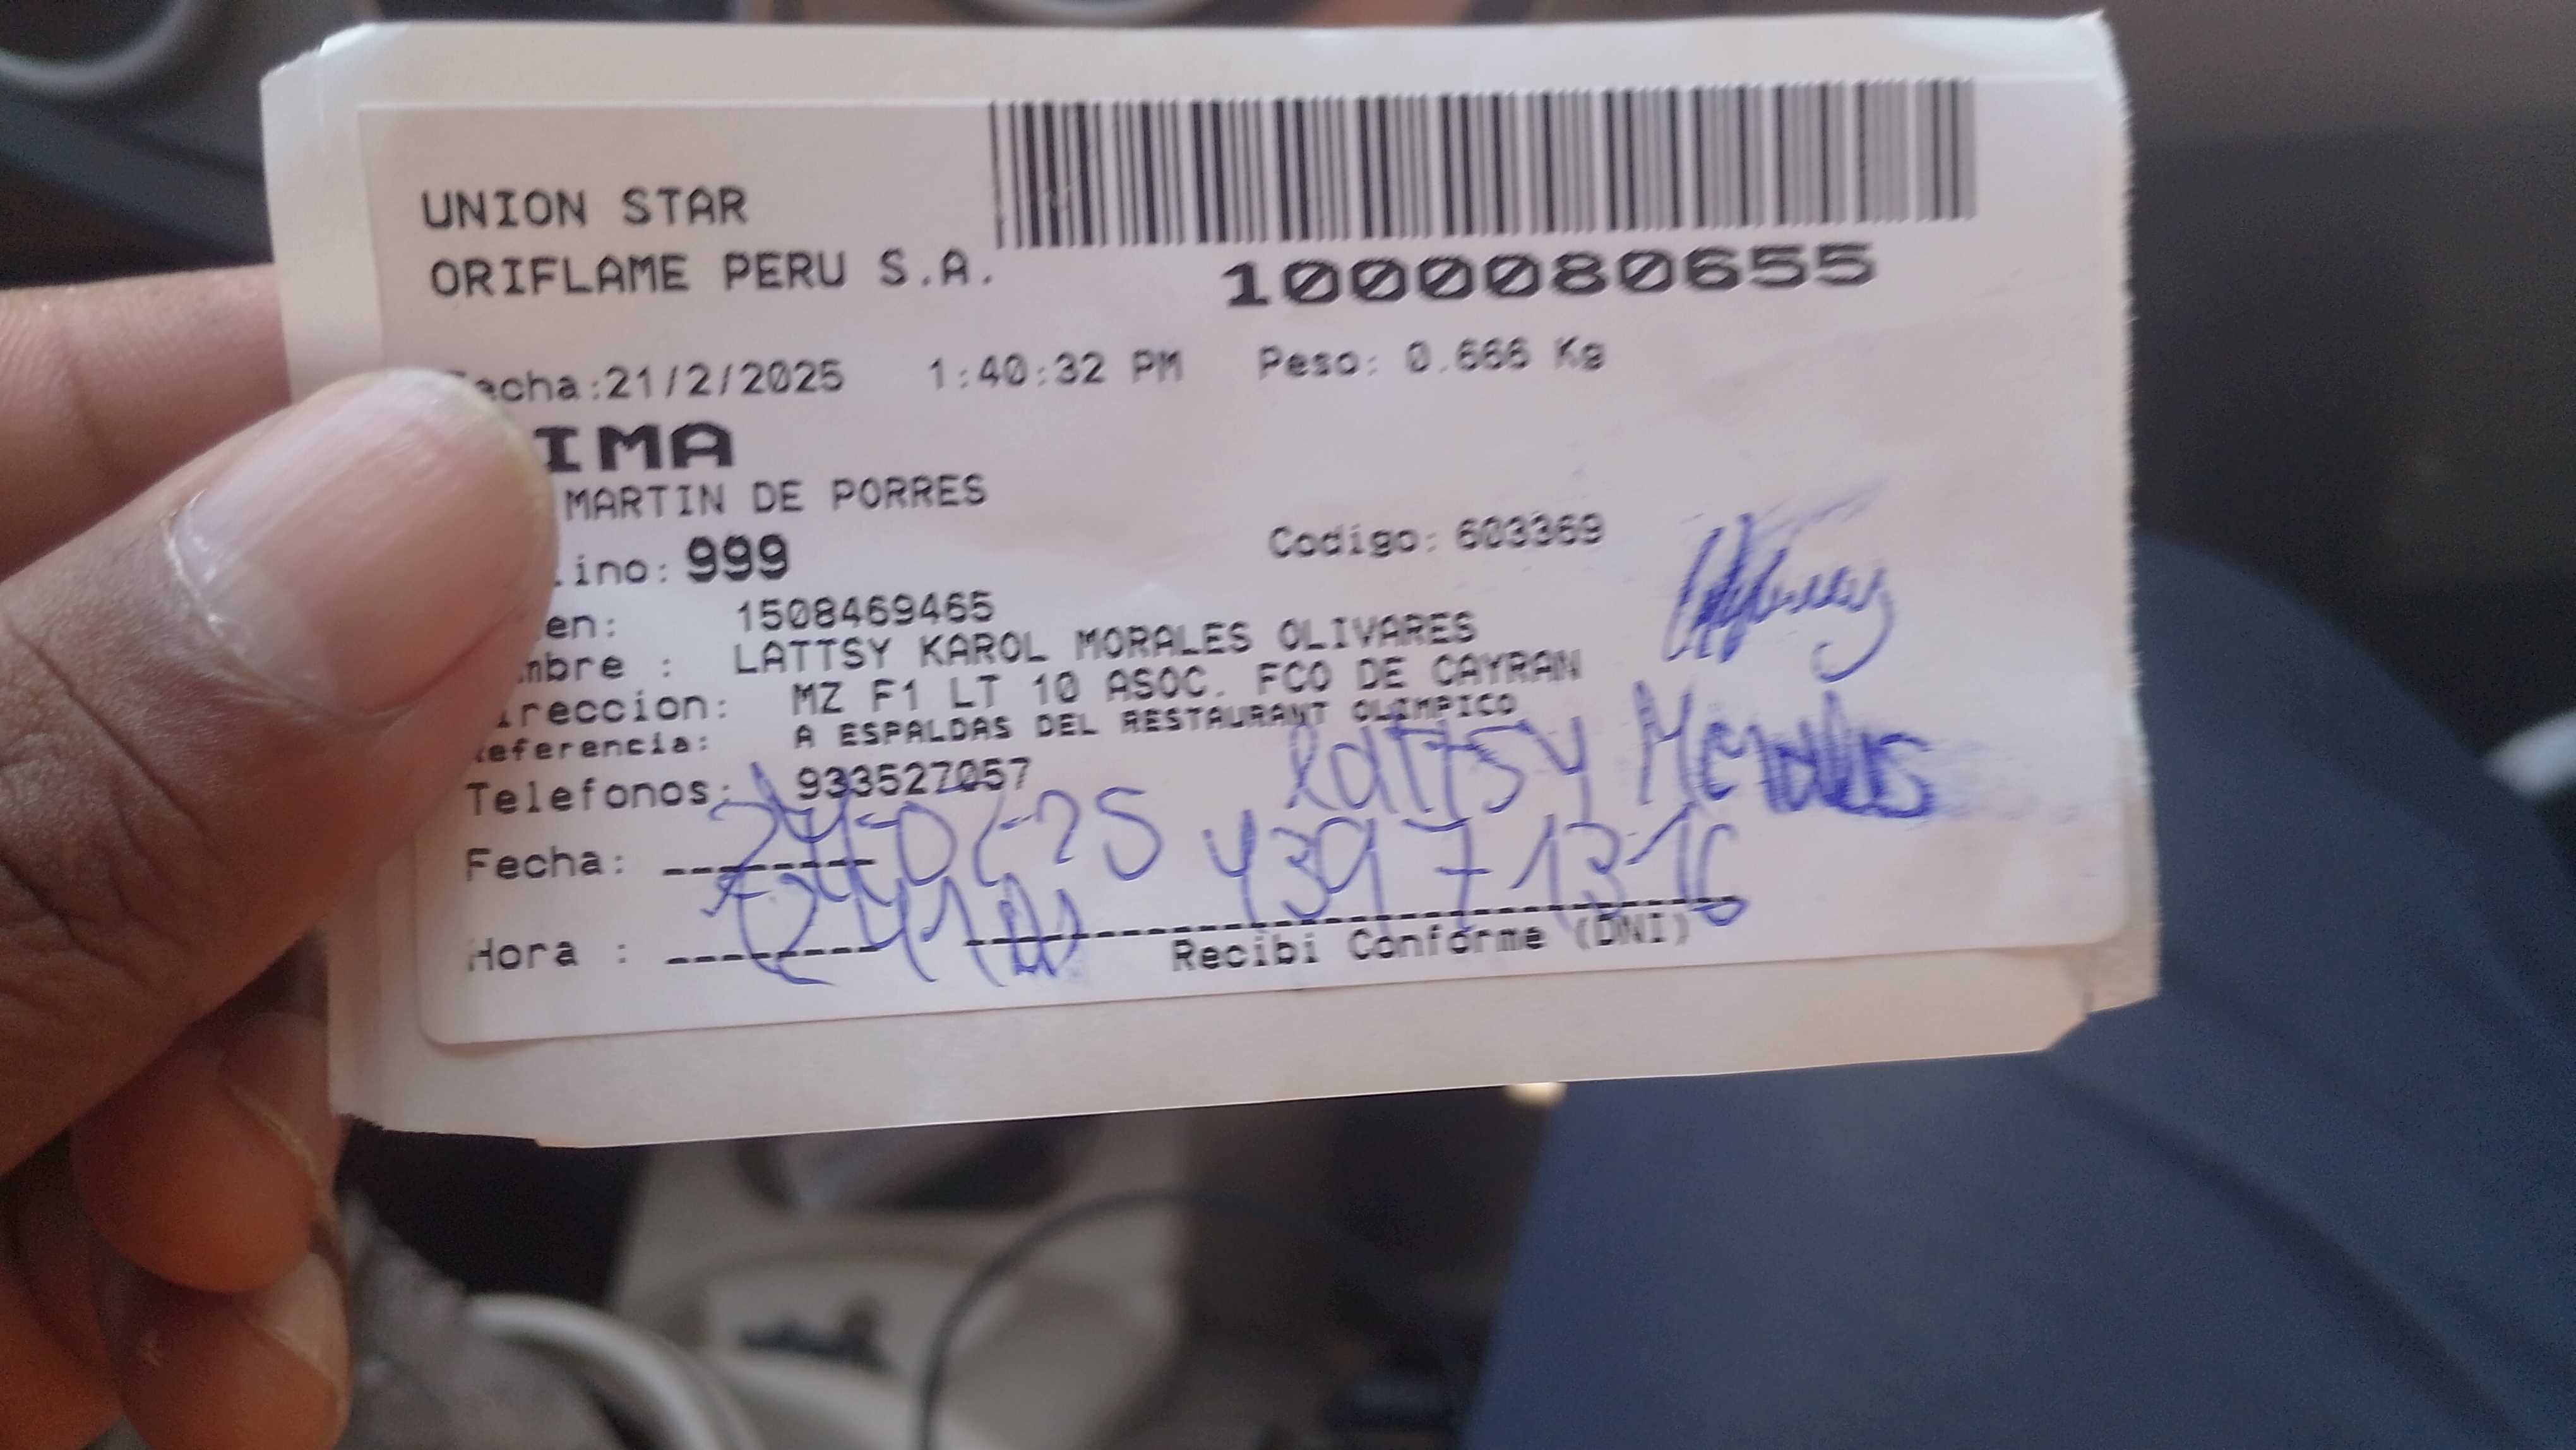 UNION STAR
ORIFLAME PERU S.A.
1000080655
echa:21/2/2025 1:40:32 PM Peso: 0.666 Kg
IMA
MARTIN DE PORRES
ino: 999 Codigo: 603369
en: 1508469465
mbre : LATTSY KAROL MORALES OLIVARES
ireccion: MZ F1 LT 10 ASOC. FCO DE CAYRAN
eferencia: A ESPALDAS DEL RESTAURANT OLIMPICO
Lattsy Morales
Telefonos: 933527057
Fecha: 43971316
Hora :
Recibi Conforme (DNI)